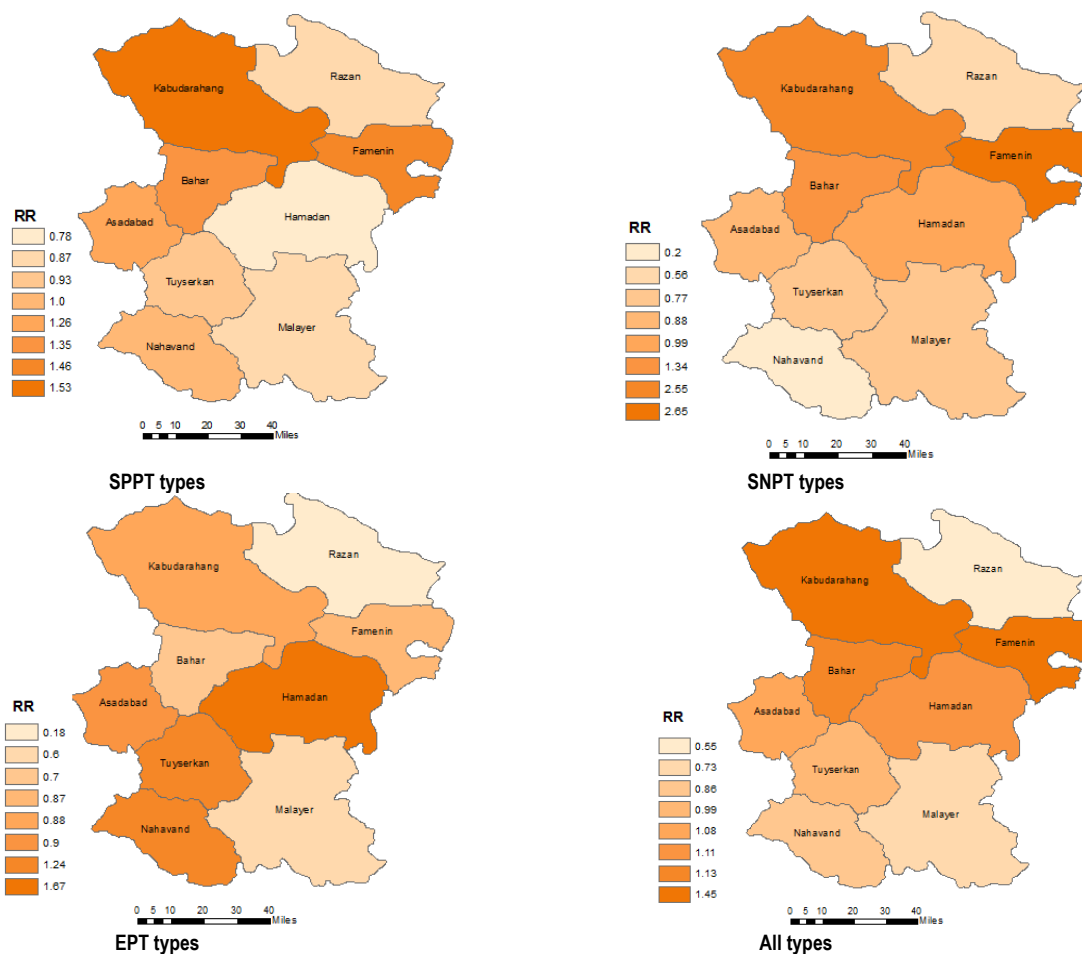 Razan
Kabudarahang
Famenin
Bahar
Hamadan
Asadabad
Tuyserkan
Malayer
Nahavand
RR
0.78
0.87
0.93
1.0
1.26
1.35
1.46
1.53
0 5 10 20 30 40
Miles
SPPT types
Razan
Kabudarahang
Famenin
Bahar
Hamadan
Asadabad
Tuyserkan
Malayer
Nahavand
RR
0.2
0.56
0.77
0.88
0.99
1.34
2.55
2.65
0 5 10 20 30 40
Miles
SNPT types
Razan
Kabudarahang
Famenin
Bahar
Hamadan
Asadabad
Tuyserkan
Malayer
Nahavand
RR
0.18
0.6
0.7
0.87
0.88
0.9
1.24
1.67
0 5 10 20 30 40
Miles
EPT types
Razan
Kabudarahang
Famenin
Bahar
Hamadan
Asadabad
Tuyserkan
Malayer
Nahavand
RR
0.55
0.73
0.86
0.99
1.08
1.11
1.13
1.45
0 5 10 20 30 40
Miles
All types